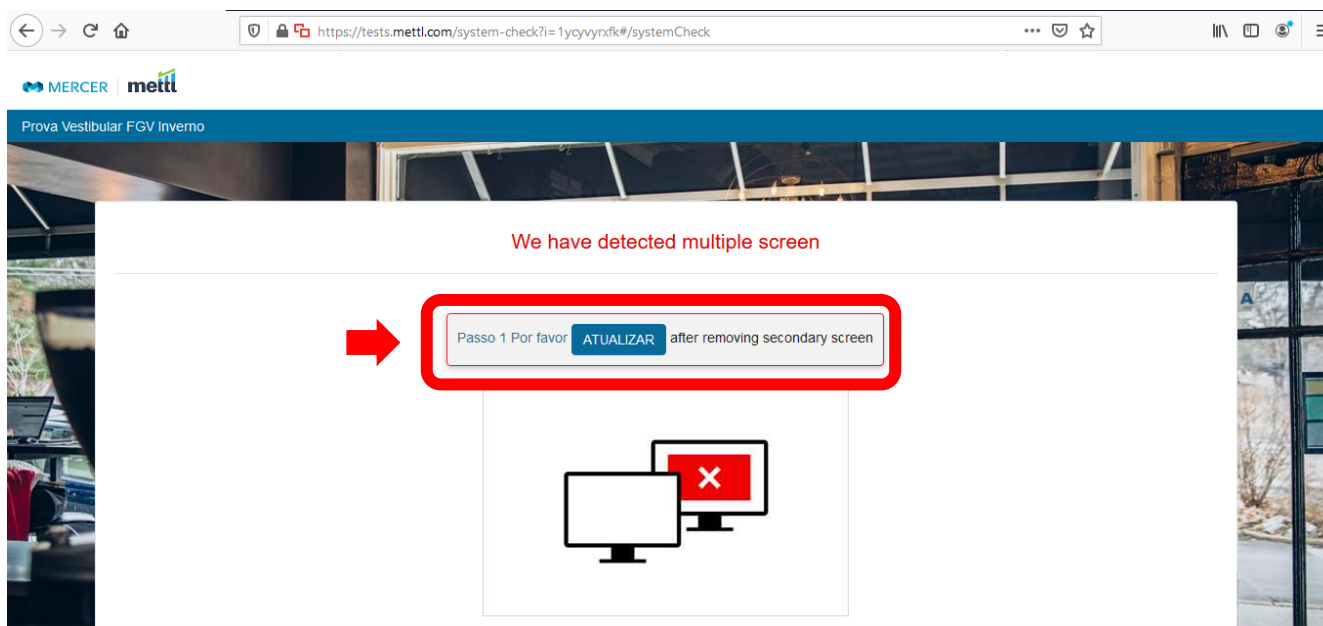 https://tests.mettl.com/system-check?i=1ycyvyrxfk#/systemCheck
MERCER mettl
Prova Vestibular FGV Inverno
We have detected multiple screen
Passo 1 Por favor ATUALIZAR after removing secondary screen
A